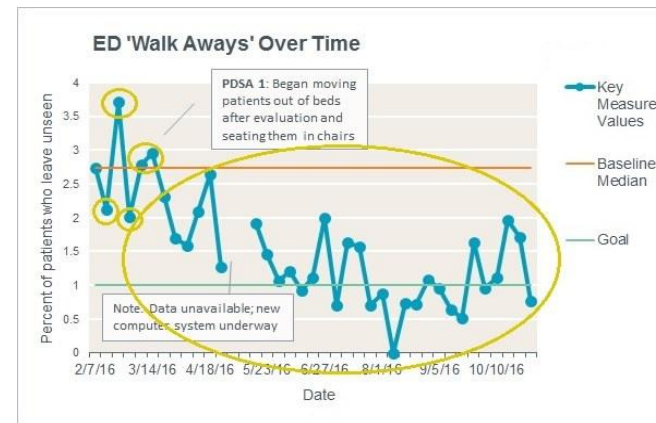 ED 'Walk Aways' Over Time
PDSA 1: Began moving
patients out of beds
after evaluation and
seating them in chairs
Key
Measure
Values
Baseline
Median
Goal
Percent of patients who leave unseen
4
3.5
3
2.5
2
1.5
1
0.5
0
Note: Data unavailable; new
computer system underway
2/7/16 3/14/16 4/18/16 5/23/16 6/27/16 8/1/16 9/5/16 10/10/16
Date